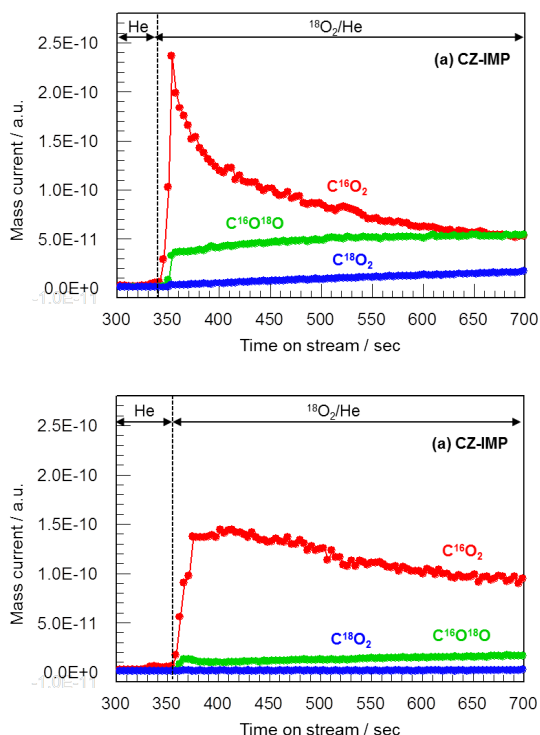 He ¹⁸O₂/He
2.5E-10
(a) CZ-IMP
2.0E-10
1.5E-10
1.0E-10
5.0E-11
0.0E+0
-1.0E-11
Mass current / a.u.
C¹⁶O₂
C¹⁶O¹⁸O
C¹⁸O₂
300 350 400 450 500 550 600 650 700
Time on stream / sec
He ¹⁸O₂/He
2.5E-10
(a) CZ-IMP
2.0E-10
1.5E-10
1.0E-10
5.0E-11
0.0E+0
-1.0E-11
Mass current / a.u.
C¹⁶O₂
C¹⁸O₂ C¹⁶O¹⁸O
300 350 400 450 500 550 600 650 700
Time on stream / sec